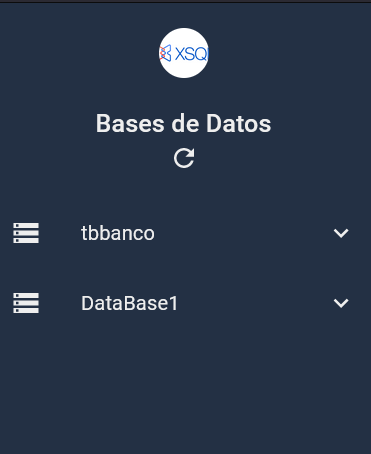 XSQ
Bases de Datos
tbbanco
DataBase1